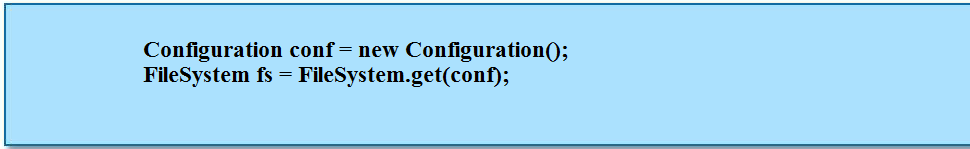 Configuration conf = new Configuration();
FileSystem fs = FileSystem.get(conf);